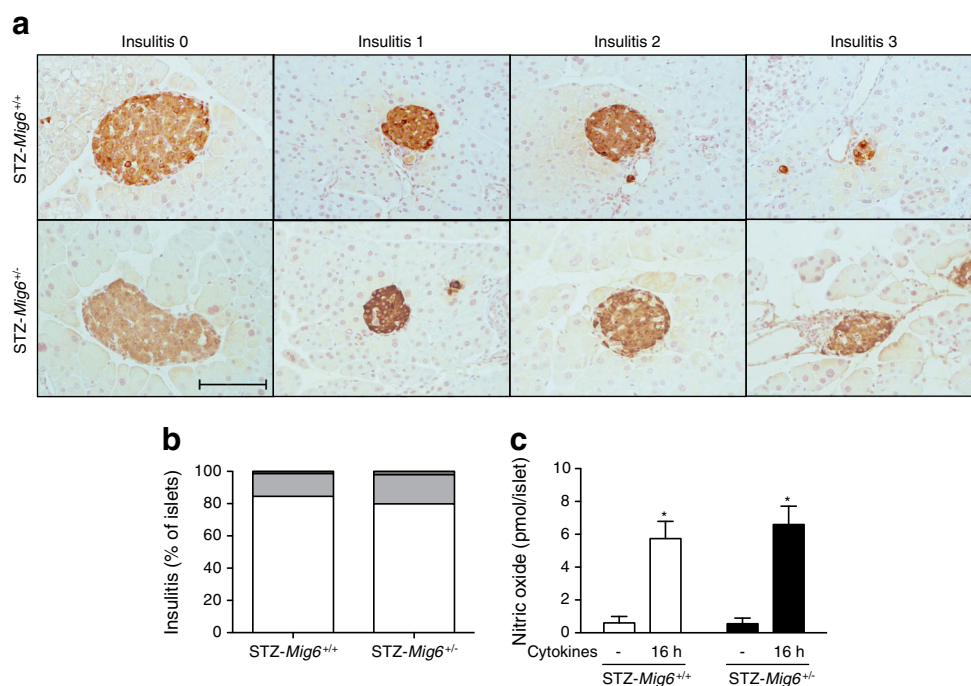 a
Insulitis 0 Insulitis 1 Insulitis 2 Insulitis 3
STZ-Mig6+/+
STZ-Mig6+/-
b
Insulitis (% of islets)
100
80
60
40
20
0
STZ-Mig6+/+ STZ-Mig6+/-
c
Nitric oxide (pmol/islet)
10
8
6
4
2
0
* *
Cytokines - 16 h - 16 h
STZ-Mig6+/+ STZ-Mig6+/-